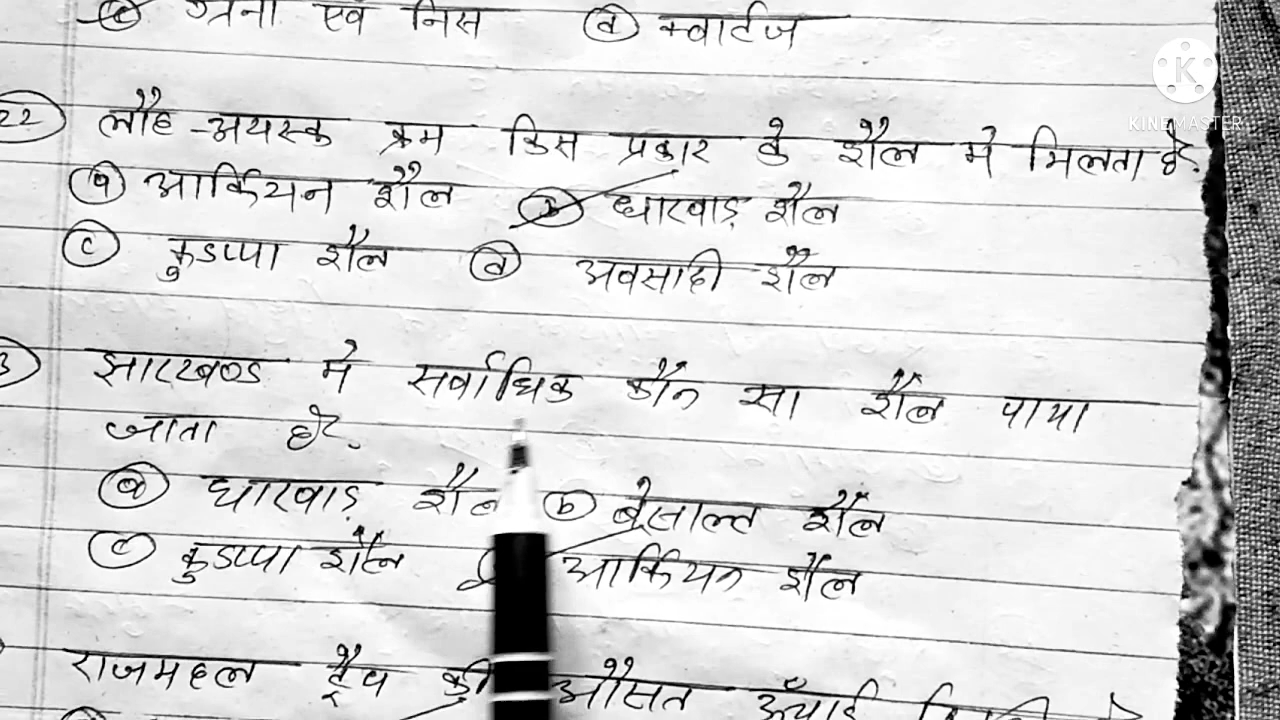 एवं निस (d) क्वार्टज
22 लौह-अयस्क क्रम किस प्रकार के शैल मे मिलता है?
(a) आर्कियन शैल (b) धारवाड़ शैल
(c) कुडप्पा शैल (d) अवसादी शैल
3 झारखण्ड मे सर्वाधिक कौन सा शैल पाया
जाता है?
(a) धारवाड़ शैल (b) बेसाल्ट शैल
(c) कुडप्पा शैल आर्कियन शैल
राजमहल ट्रैप की औसत ऊँचाई
K
KINEMASTER